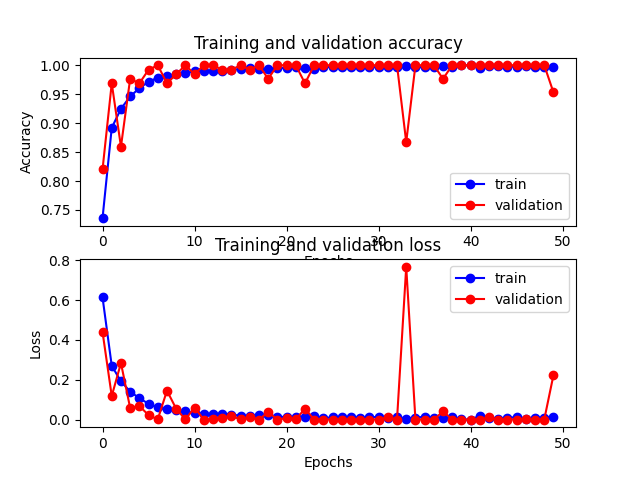 Training and validation accuracy
Accuracy
1.00
0.95
0.90
0.85
0.80
0.75
train
validation
0 10 20 30 40 50
Epochs
Training and validation loss
Loss
0.8
0.6
0.4
0.2
0.0
train
validation
0 10 20 30 40 50
Epochs